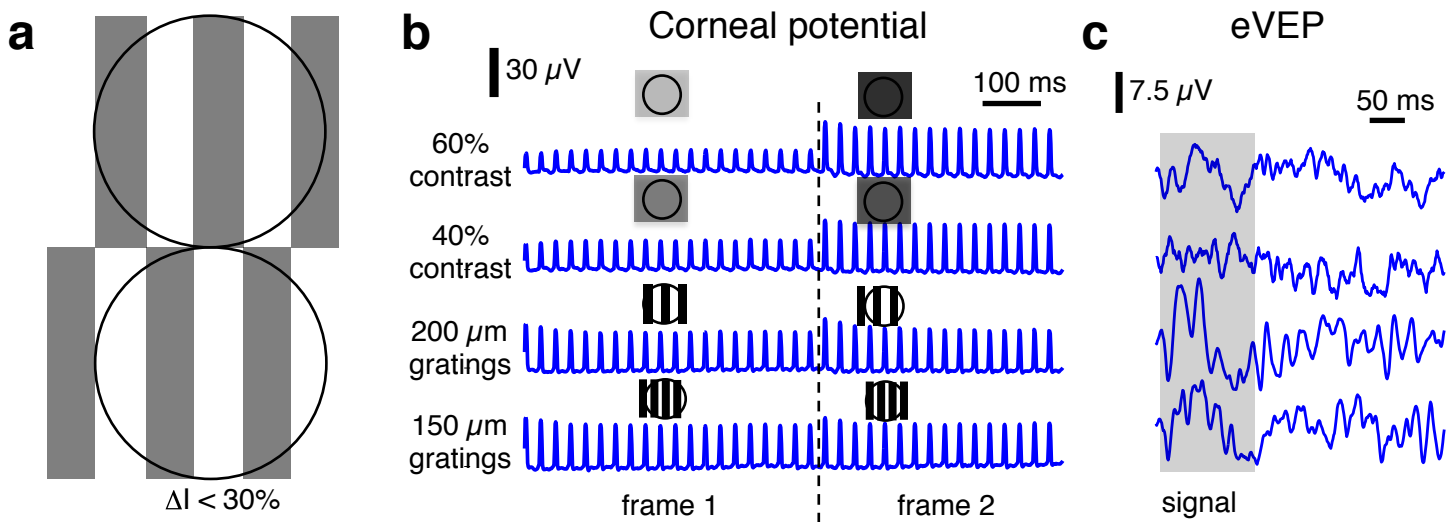 a
ΔI < 30%
b
Corneal potential
30 µV
100 ms
60%
contrast
40%
contrast
200 µm
gratings
150 µm
gratings
frame 1
frame 2
c
eVEP
7.5 µV
50 ms
signal